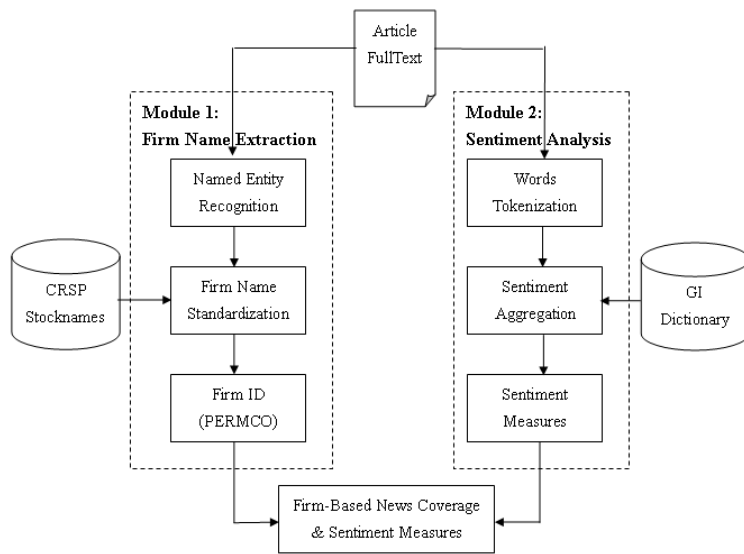 Article
FullText
Module 1:
Firm Name Extraction
Module 2:
Sentiment Analysis
Named Entity
Recognition
Words
Tokenization
CRSP
Stocknames
Firm Name
Standardization
Sentiment
Aggregation
GI
Dictionary
Firm ID
(PERMCO)
Sentiment
Measures
Firm-Based News Coverage
& Sentiment Measures